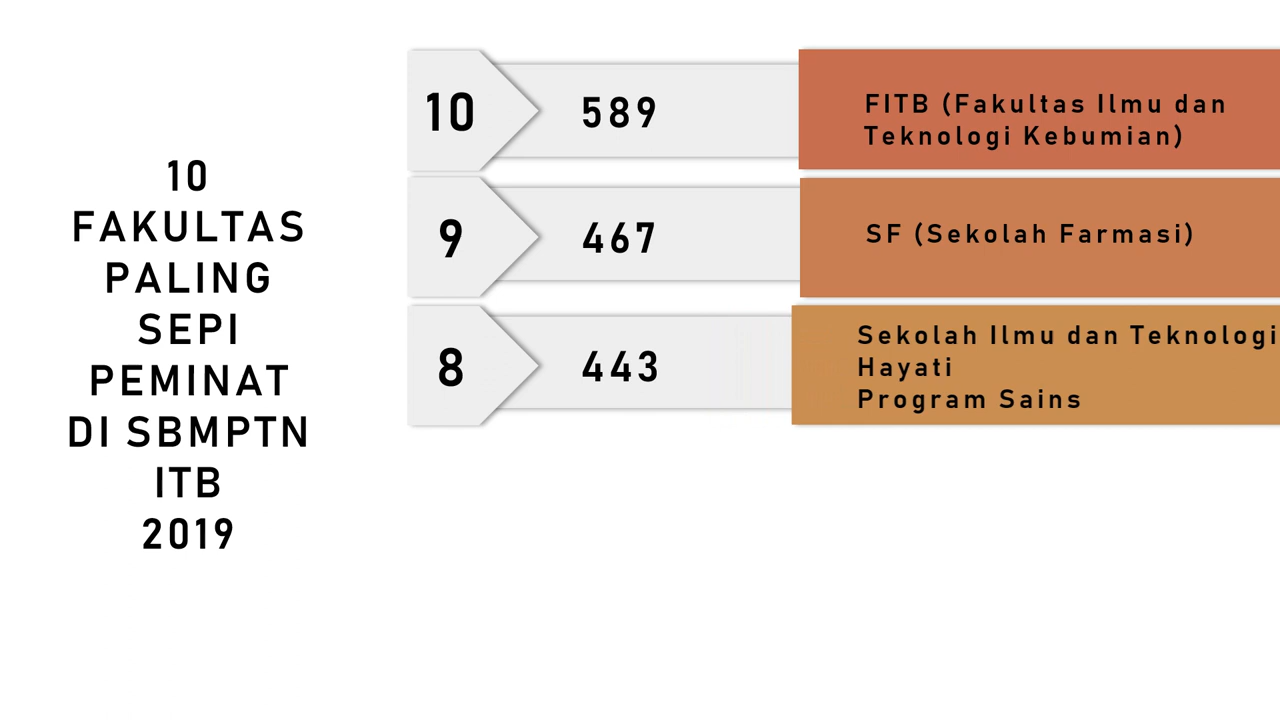 10
FAKULTAS
PALING
SEPI
PEMINAT
DI SBMPTN
ITB
2019
10
589
FITB (Fakultas Ilmu dan
Teknologi Kebumian)
9
467
SF (Sekolah Farmasi)
8
443
Sekolah Ilmu dan Teknologi
Hayati
Program Sains